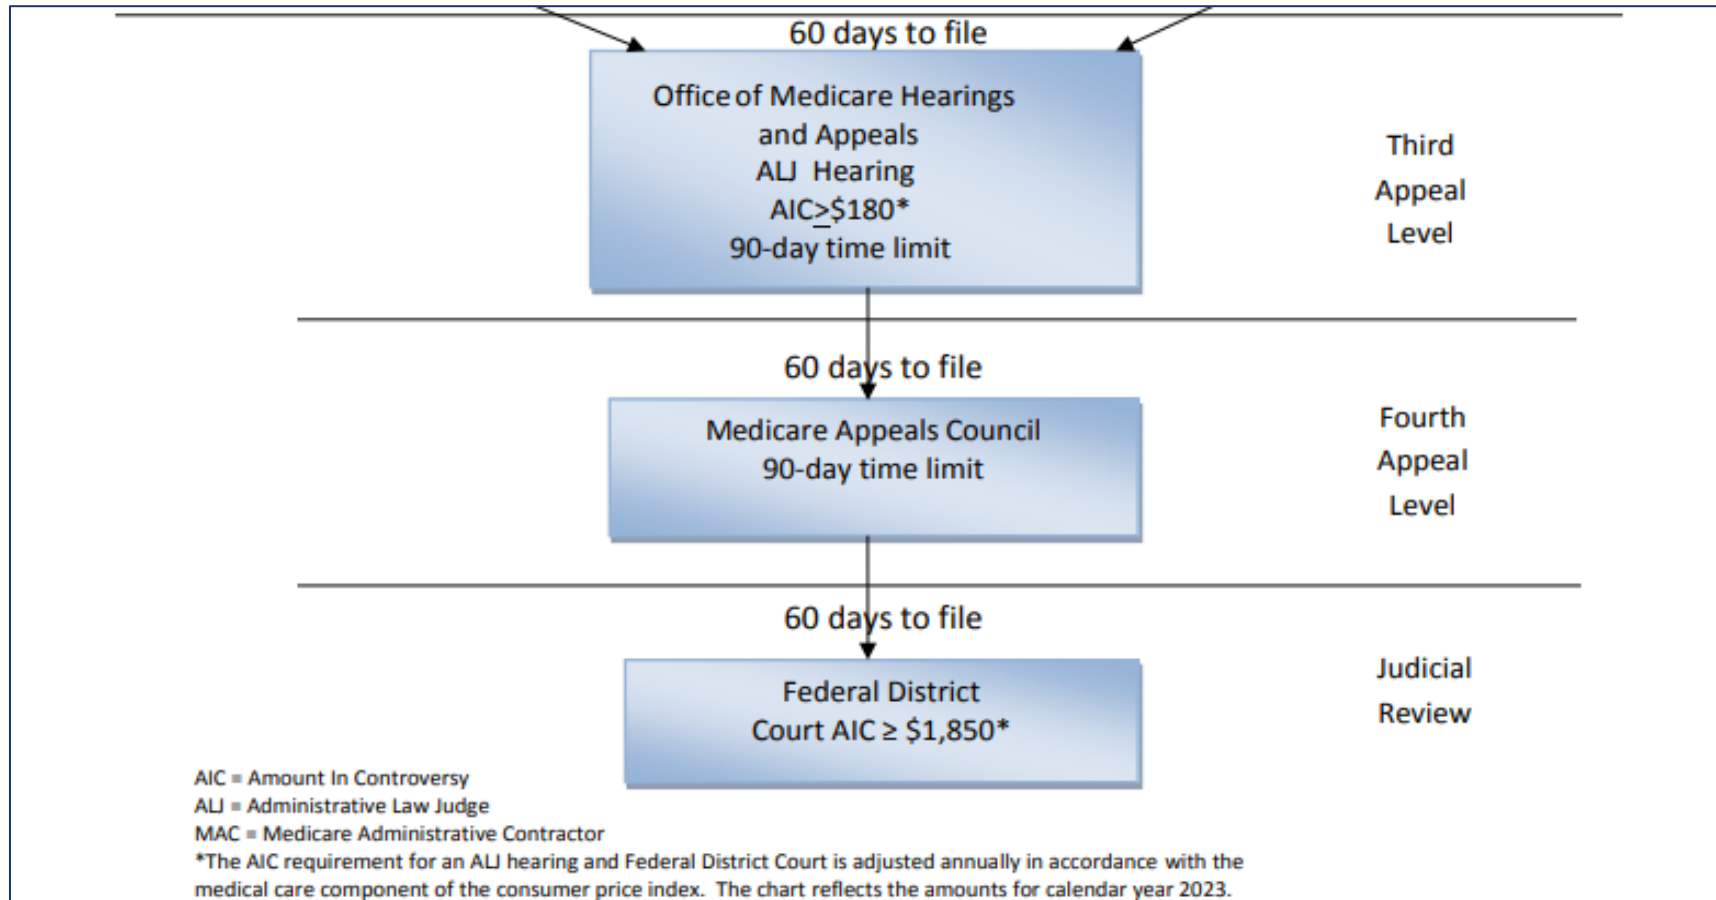 60 days to file
Office of Medicare Hearings
and Appeals
ALJ Hearing
AIC≥$180*
90-day time limit
Third
Appeal
Level
60 days to file
Medicare Appeals Council
90-day time limit
Fourth
Appeal
Level
60 days to file
Federal District
Court AIC ≥ $1,850*
Judicial
Review
AIC = Amount In Controversy
ALJ = Administrative Law Judge
MAC = Medicare Administrative Contractor
*The AIC requirement for an ALJ hearing and Federal District Court is adjusted annually in accordance with the
medical care component of the consumer price index. The chart reflects the amounts for calendar year 2023.